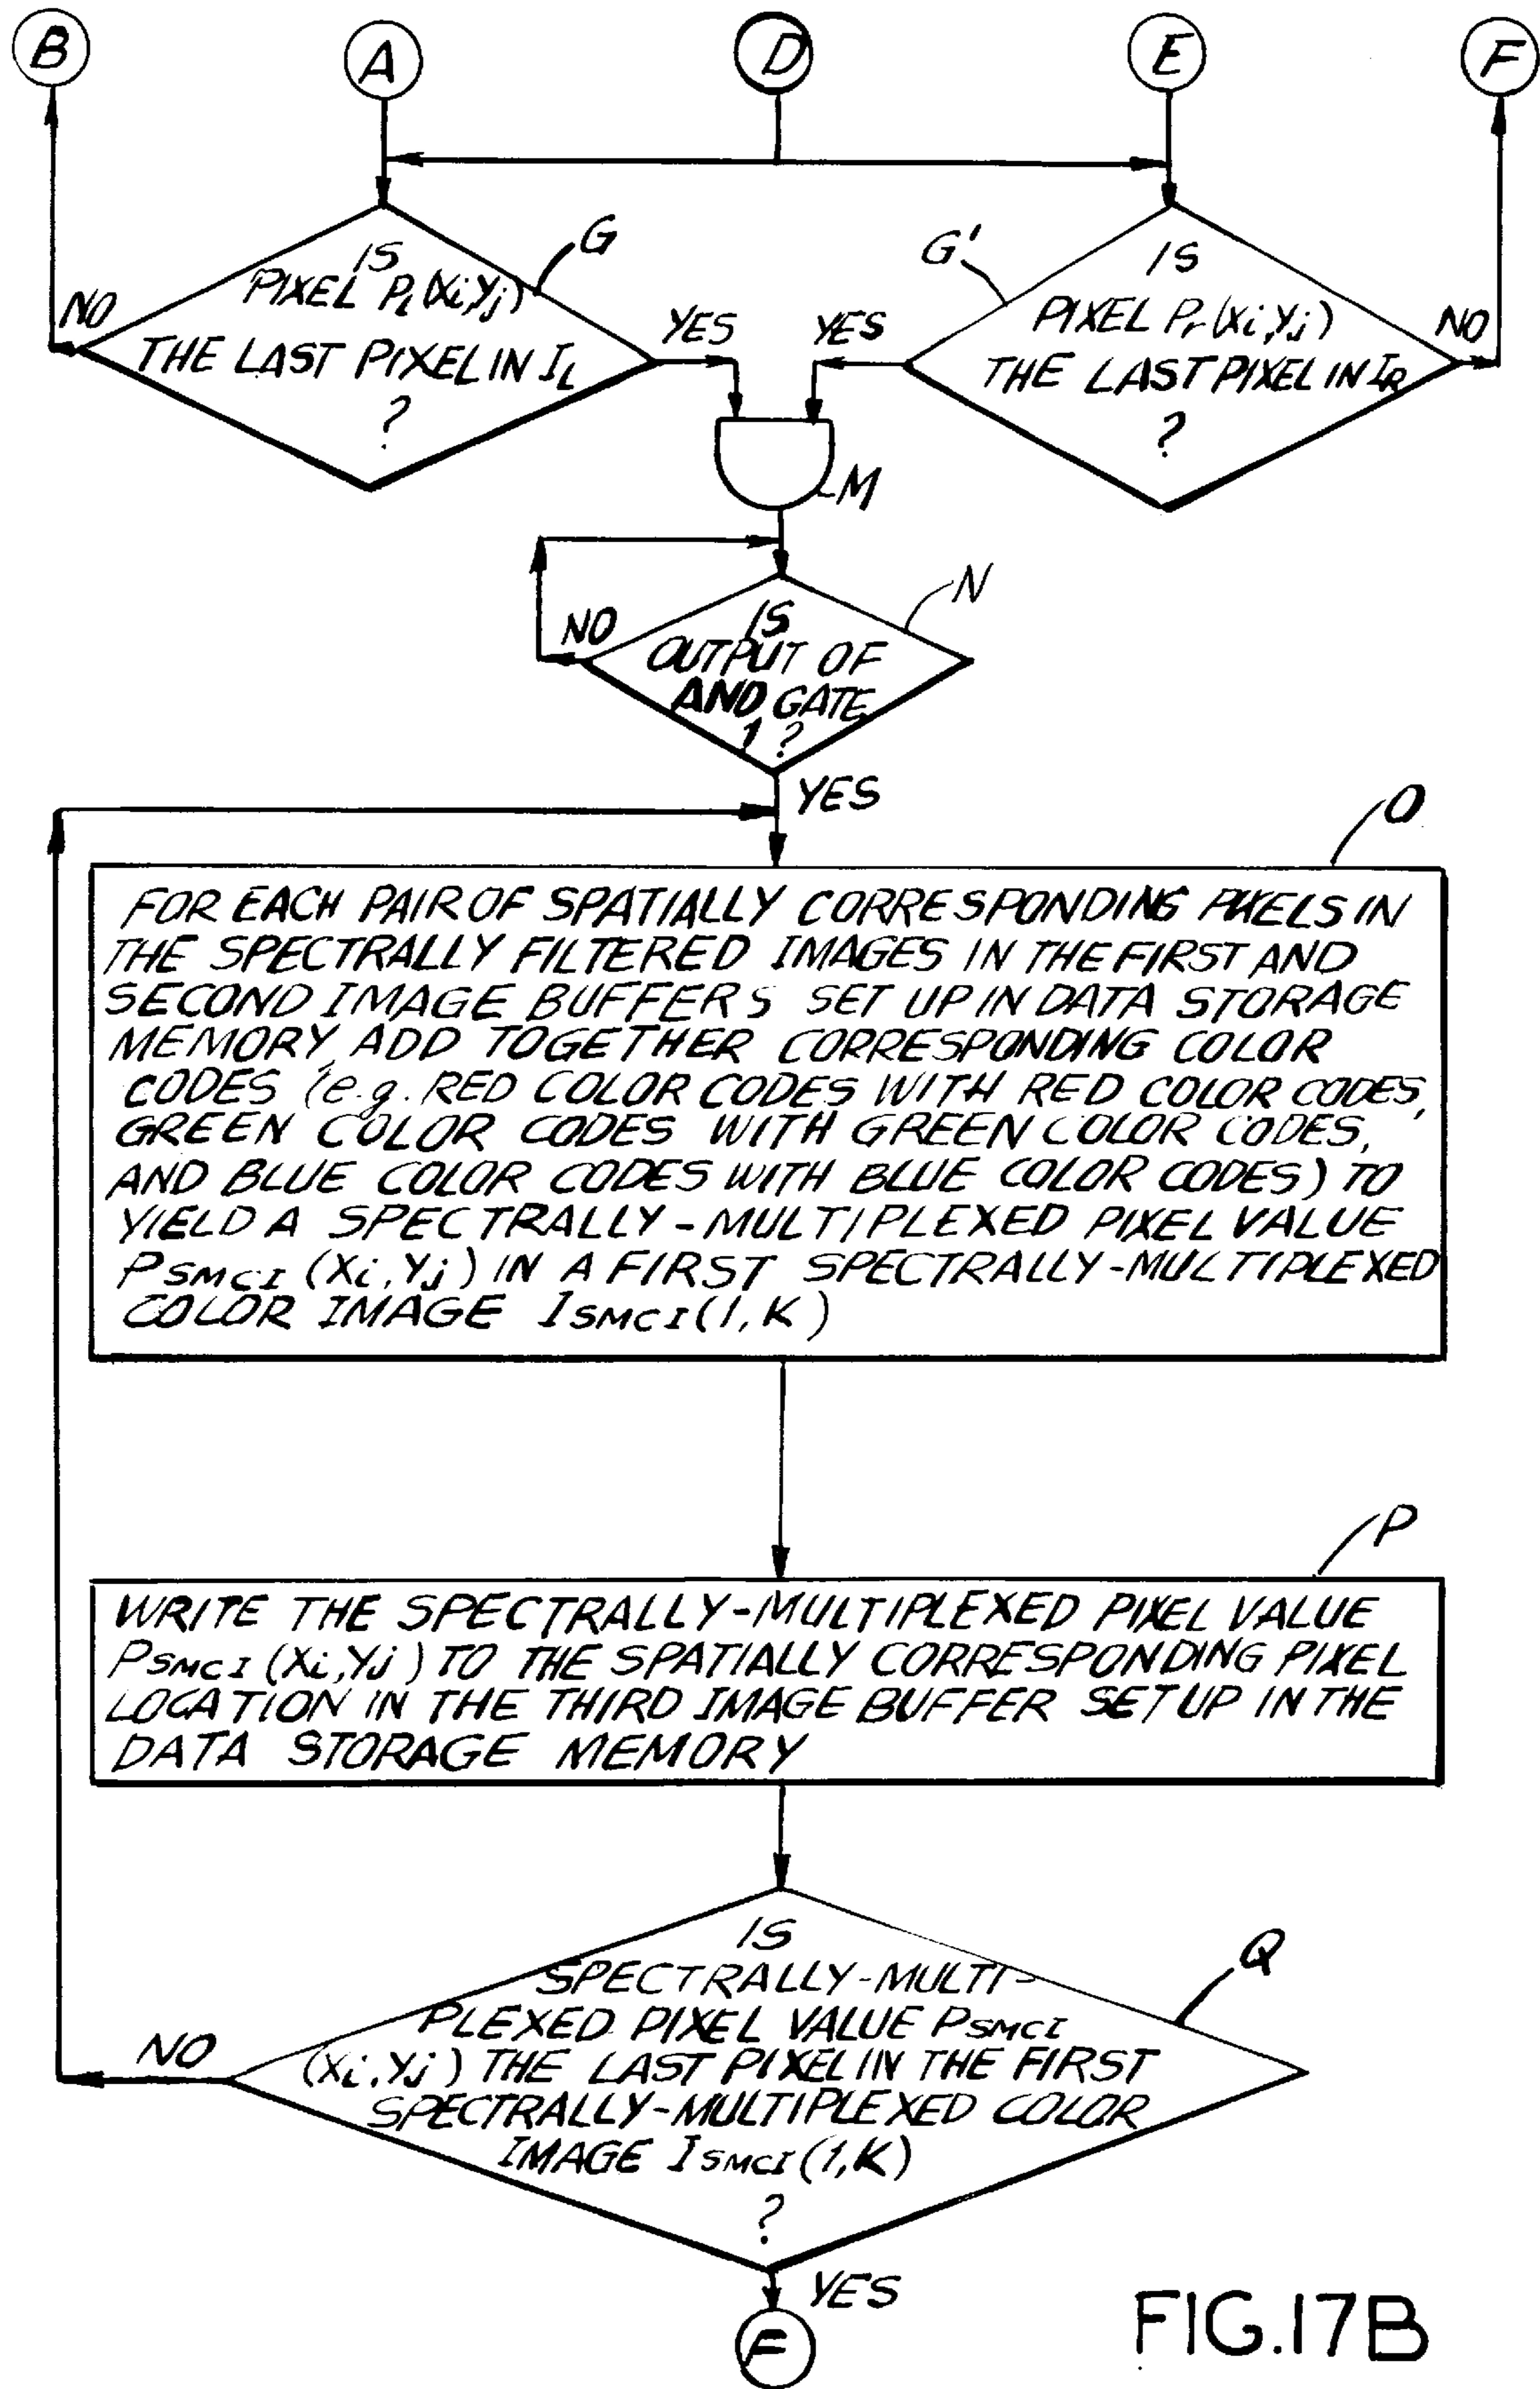 B
A
D
E
F
IS
PIXEL Pl(Xi,Yj)
THE LAST PIXEL IN IL
?
G
NO
YES
G'
IS
PIXEL Pr(Xi,Yj)
THE LAST PIXEL IN IR
?
YES
NO
M
N
NO
IS
OUTPUT OF
AND GATE
1 ?
YES
O
FOR EACH PAIR OF SPATIALLY CORRESPONDING PIXELS IN
THE SPECTRALLY FILTERED IMAGES IN THE FIRST AND
SECOND IMAGE BUFFERS SET UP IN DATA STORAGE
MEMORY, ADD TOGETHER CORRESPONDING COLOR
CODES (e.g. RED COLOR CODES WITH RED COLOR CODES,
GREEN COLOR CODES WITH GREEN COLOR CODES,
AND BLUE COLOR CODES WITH BLUE COLOR CODES) TO
YIELD A SPECTRALLY-MULTIPLEXED PIXEL VALUE
PSMCI (Xi,Yj) IN A FIRST SPECTRALLY-MULTIPLEXED
COLOR IMAGE ISMCI(1,K)
P
WRITE THE SPECTRALLY-MULTIPLEXED PIXEL VALUE
PSMCI (Xi,Yj) TO THE SPATIALLY CORRESPONDING PIXEL
LOCATION IN THE THIRD IMAGE BUFFER SET UP IN THE
DATA STORAGE MEMORY
Q
IS
SPECTRALLY-MULTI-
PLEXED PIXEL VALUE PSMCI
(Xi,Yj) THE LAST PIXEL IN THE FIRST
SPECTRALLY-MULTIPLEXED COLOR
IMAGE ISMCI(1,K)
?
NO
YES
F
FIG.17B